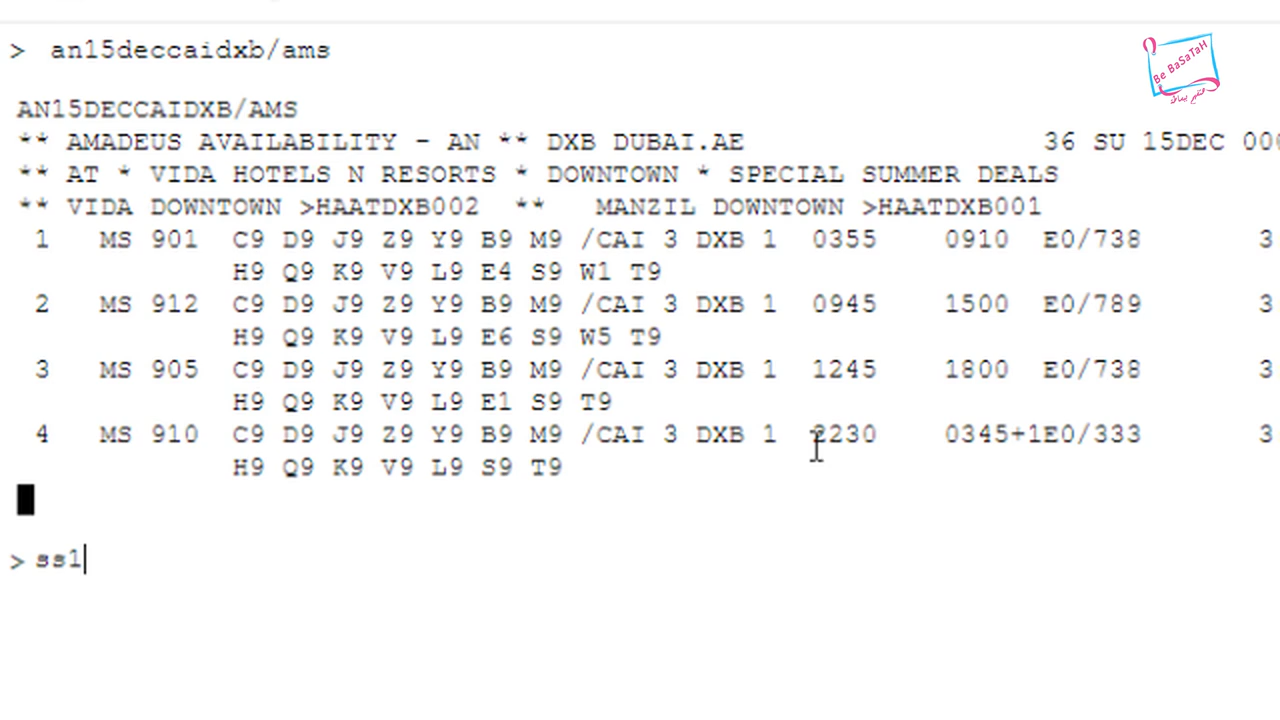 > an15deccaidxb/ams
Be BaSaTaH
AN15DECCAIDXB/AMS
** AMADEUS AVAILABILITY - AN ** DXB DUBAI.AE 36 SU 15DEC 000
** AT * VIDA HOTELS N RESORTS * DOWNTOWN * SPECIAL SUMMER DEALS
** VIDA DOWNTOWN >HAATDXB002 ** MANZIL DOWNTOWN >HAATDXB001
1 MS 901 C9 D9 J9 Z9 Y9 B9 M9 /CAI 3 DXB 1 0355 0910 E0/738 3
H9 Q9 K9 V9 L9 E4 S9 W1 T9
2 MS 912 C9 D9 J9 Z9 Y9 B9 M9 /CAI 3 DXB 1 0945 1500 E0/789 3
H9 Q9 K9 V9 L9 E6 S9 W5 T9
3 MS 905 C9 D9 J9 Z9 Y9 B9 M9 /CAI 3 DXB 1 1245 1800 E0/738 3
H9 Q9 K9 V9 L9 E1 S9 T9
4 MS 910 C9 D9 J9 Z9 Y9 B9 M9 /CAI 3 DXB 1 2230 0345+1E0/333 3
H9 Q9 K9 V9 L9 S9 T9
> ss1